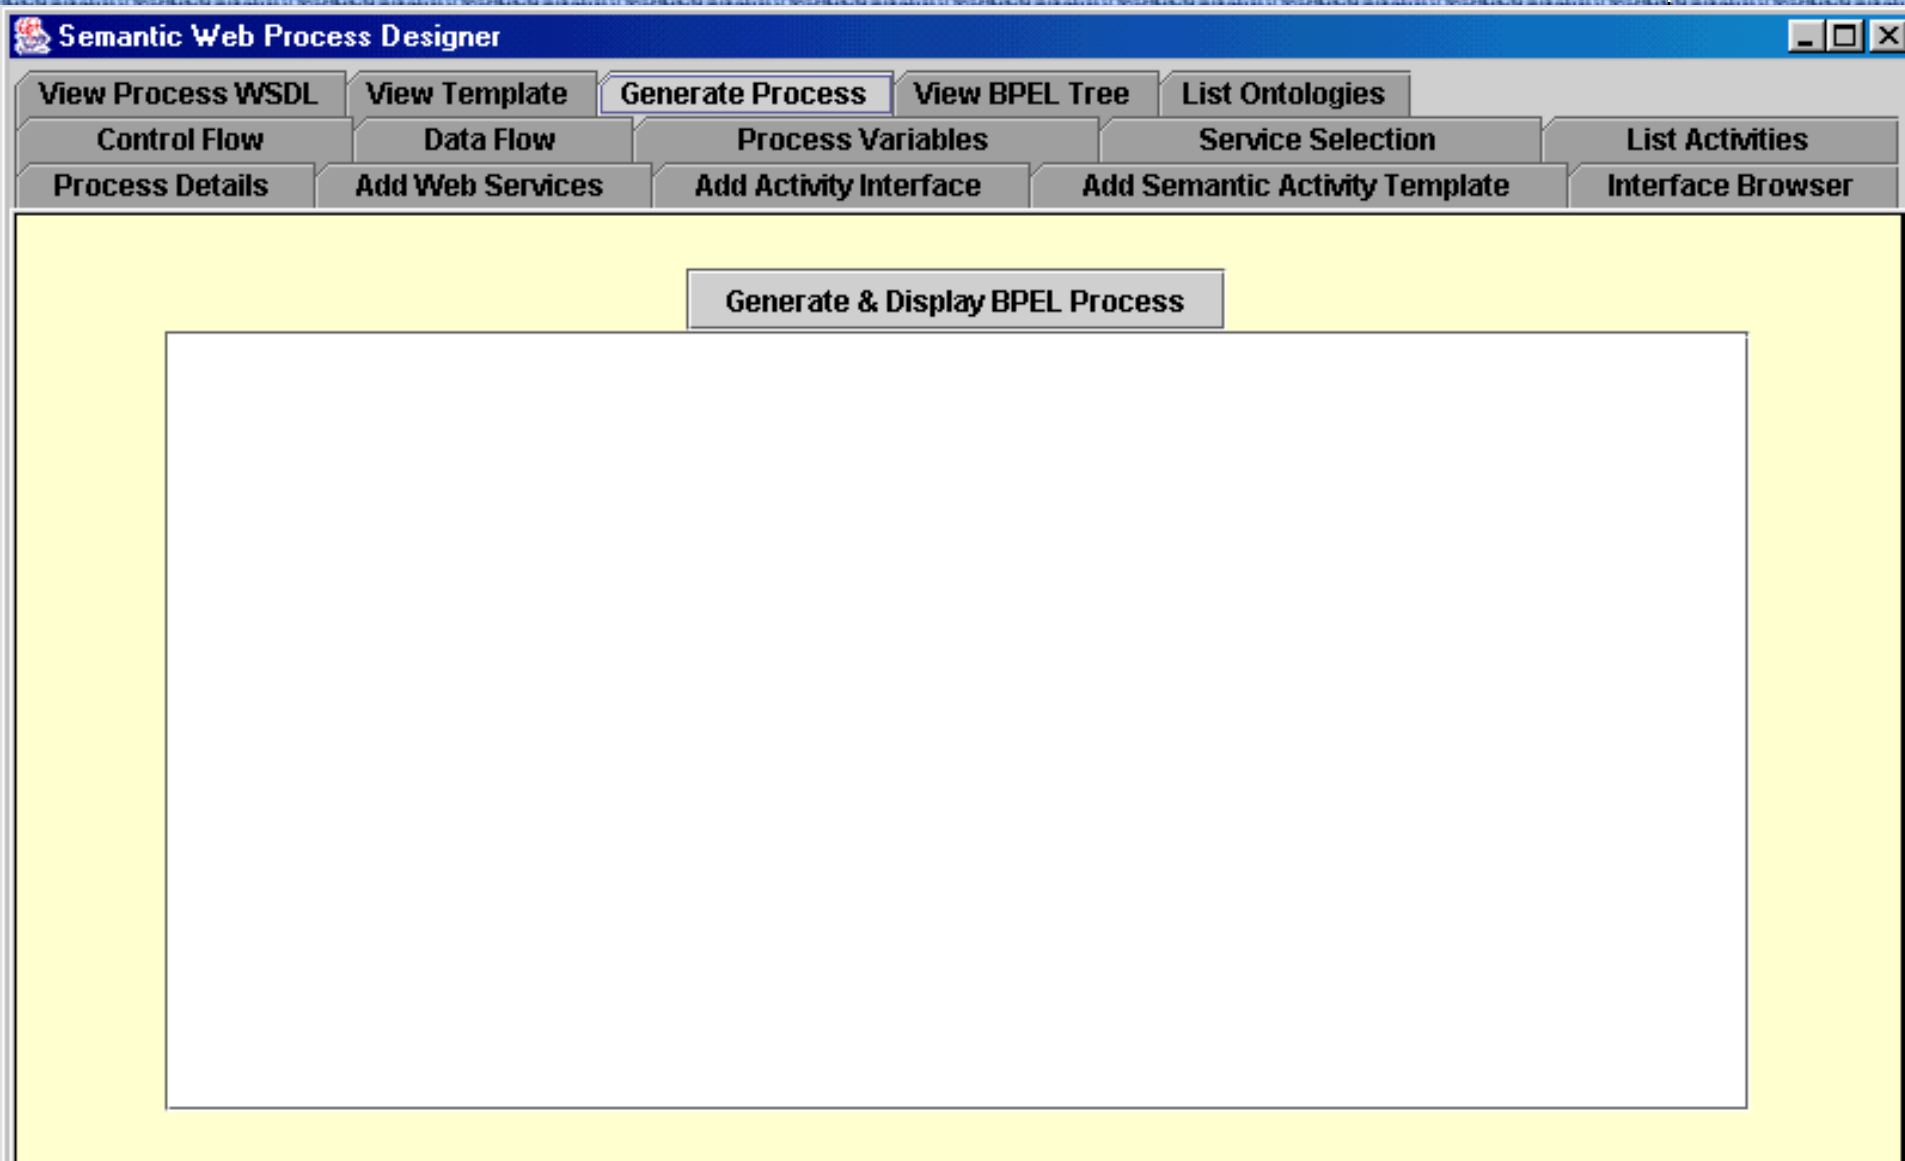 Semantic Web Process Designer
View Process WSDL View Template Generate Process View BPEL Tree List Ontologies
Control Flow Data Flow Process Variables Service Selection List Activities
Process Details Add Web Services Add Activity Interface Add Semantic Activity Template Interface Browser
Generate & Display BPEL Process